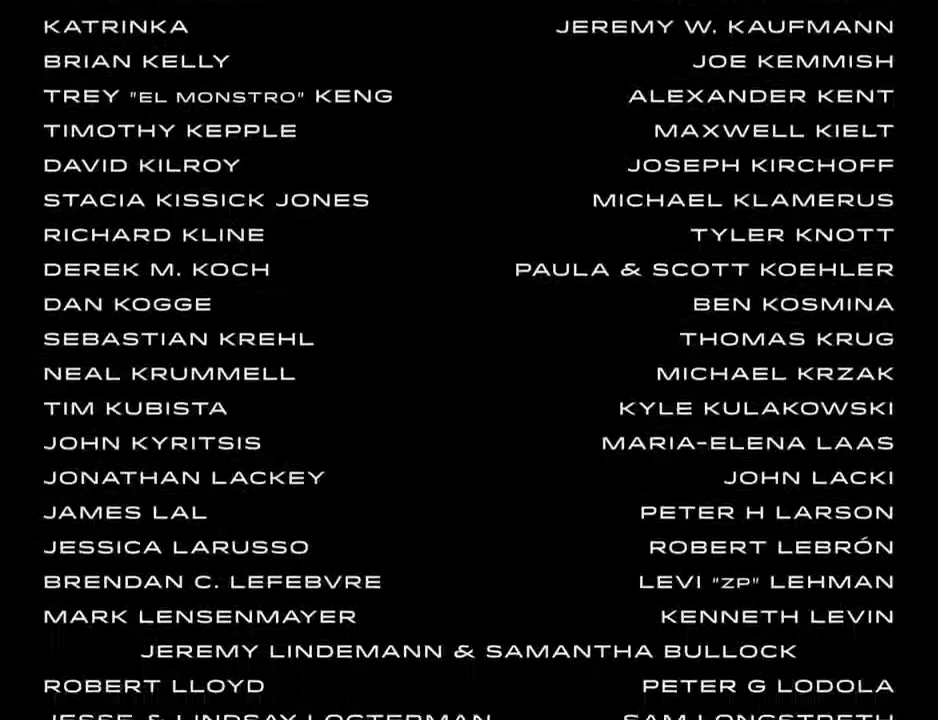 KATRINKA JEREMY W. KAUFMANN
BRIAN KELLY JOE KEMMISH
TREY "EL MONSTRO" KENG ALEXANDER KENT
TIMOTHY KEPPLE MAXWELL KIELT
DAVID KILROY JOSEPH KIRCHOFF
STACIA KISSICK JONES MICHAEL KLAMERUS
RICHARD KLINE TYLER KNOTT
DEREK M. KOCH PAULA & SCOTT KOEHLER
DAN KOGGE BEN KOSMINA
SEBASTIAN KREHL THOMAS KRUG
NEAL KRUMMELL MICHAEL KRZAK
TIM KUBISTA KYLE KULAKOWSKI
JOHN KYRITSIS MARIA-ELENA LAAS
JONATHAN LACKEY JOHN LACKI
JAMES LAL PETER H LARSON
JESSICA LARUSSO ROBERT LEBRÓN
BRENDAN C. LEFEBVRE LEVI "ZP" LEHMAN
MARK LENSENMAYER KENNETH LEVIN
JEREMY LINDEMANN & SAMANTHA BULLOCK
ROBERT LLOYD PETER G LODOLA
JESSE & LINDSAY LOGTERMAN SAM LONGSTRETH